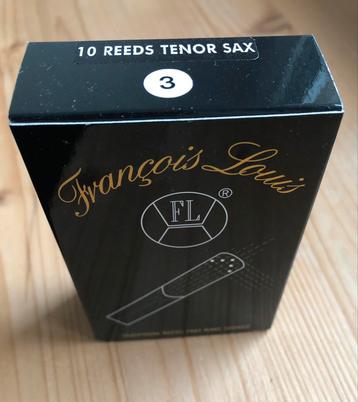 10 REEDS TENOR SAX
3
François Louis
FL ®